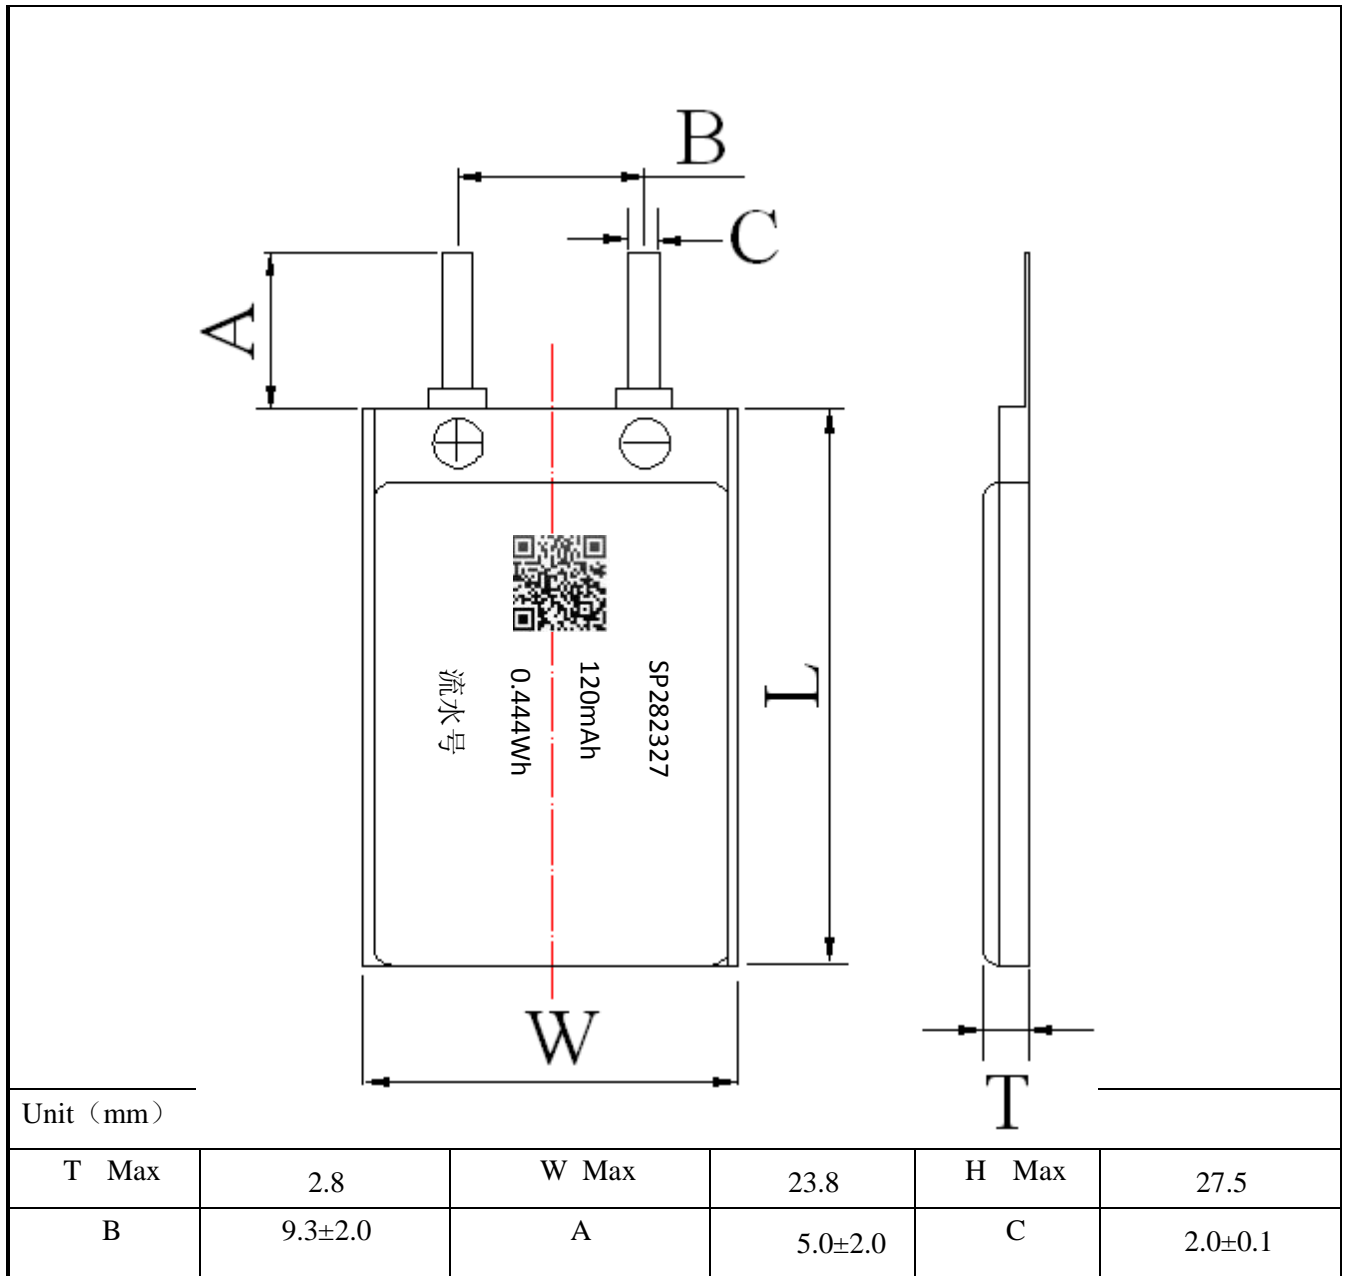 B
C
A
SP282327
120mAh
0.444Wh
流水号
L
W
T
Unit（mm）
T Max 2.8 W Max 23.8 H Max 27.5
B 9.3±2.0 A 5.0±2.0 C 2.0±0.1